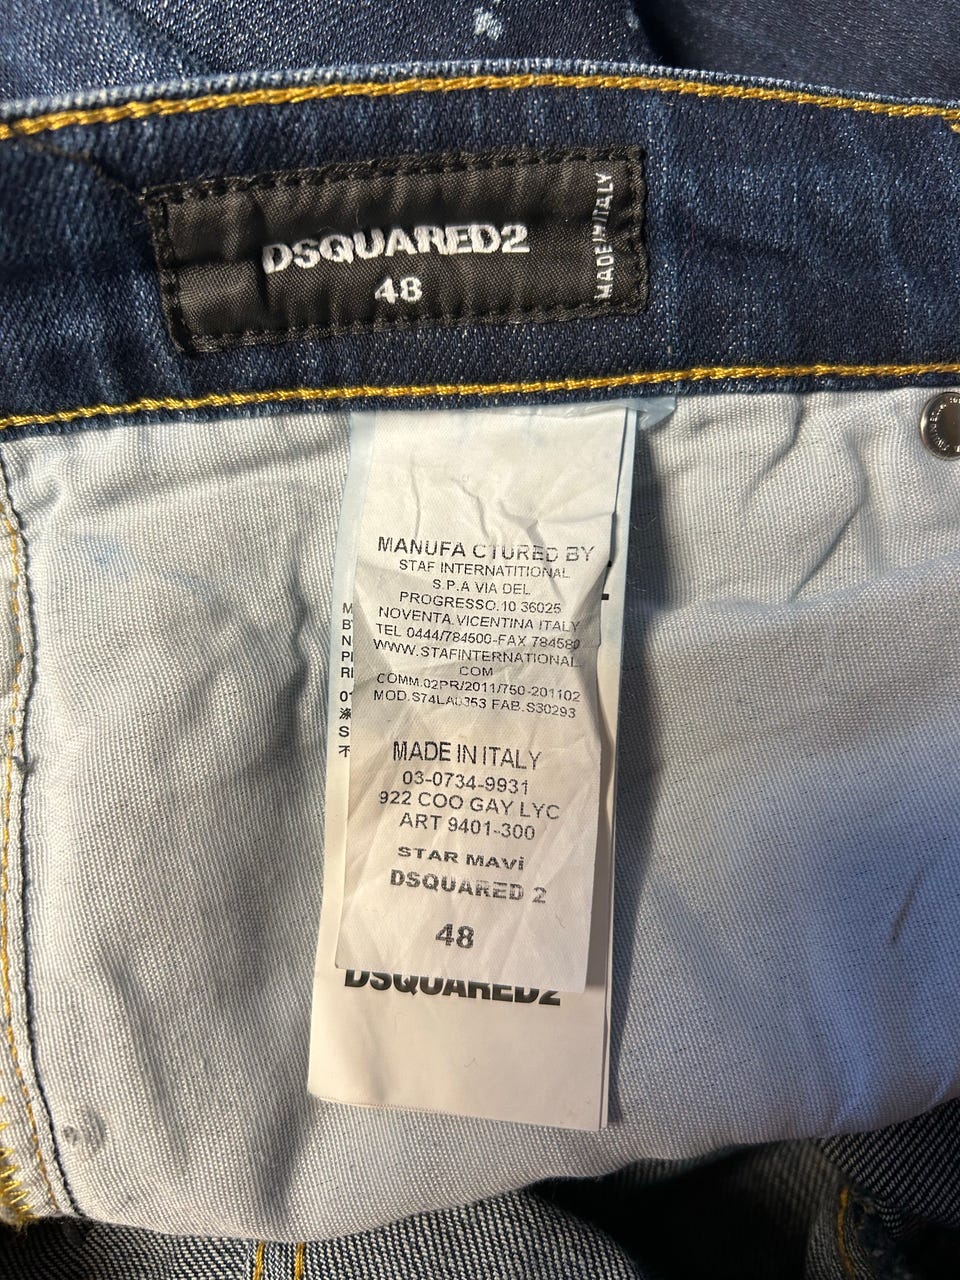 DSQUARED2
48
MADE IN ITALY
MANUFA CTURED BY
STAF INTERNATITIONAL
S.P.A VIA DEL
PROGRESSO.10 36025
NOVENTA.VICENTINA ITALY
TEL 0444/784500-FAX 784580
WWW.STAFINTERNATIONAL
COM
COMM.02PR/2011/750-201102
MOD.S74LA0353 FAB.S30293
MADE IN ITALY
03-0734-9931
922 COO GAY LYC
ART 9401-300
STAR MAVİ
DSQUARED 2
48
DSQUARED2